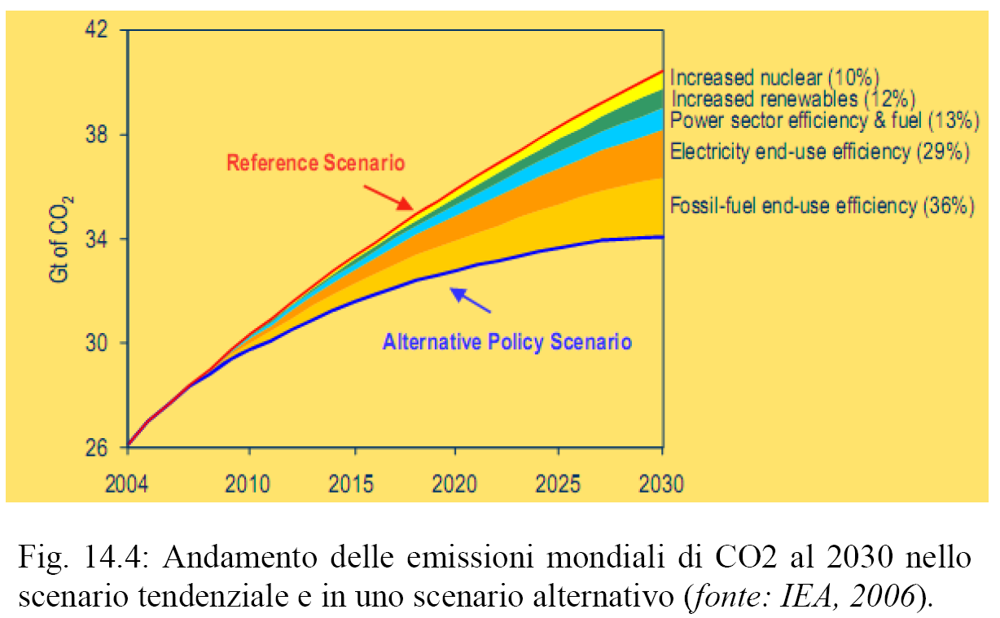 42
38
34
30
26
Gt of CO2
Reference Scenario
Alternative Policy Scenario
Increased nuclear (10%)
Increased renewables (12%)
Power sector efficiency & fuel (13%)
Electricity end-use efficiency (29%)
Fossil-fuel end-use efficiency (36%)
2004 2010 2015 2020 2025 2030
Fig. 14.4: Andamento delle emissioni mondiali di CO2 al 2030 nello
scenario tendenziale e in uno scenario alternativo (fonte: IEA, 2006).